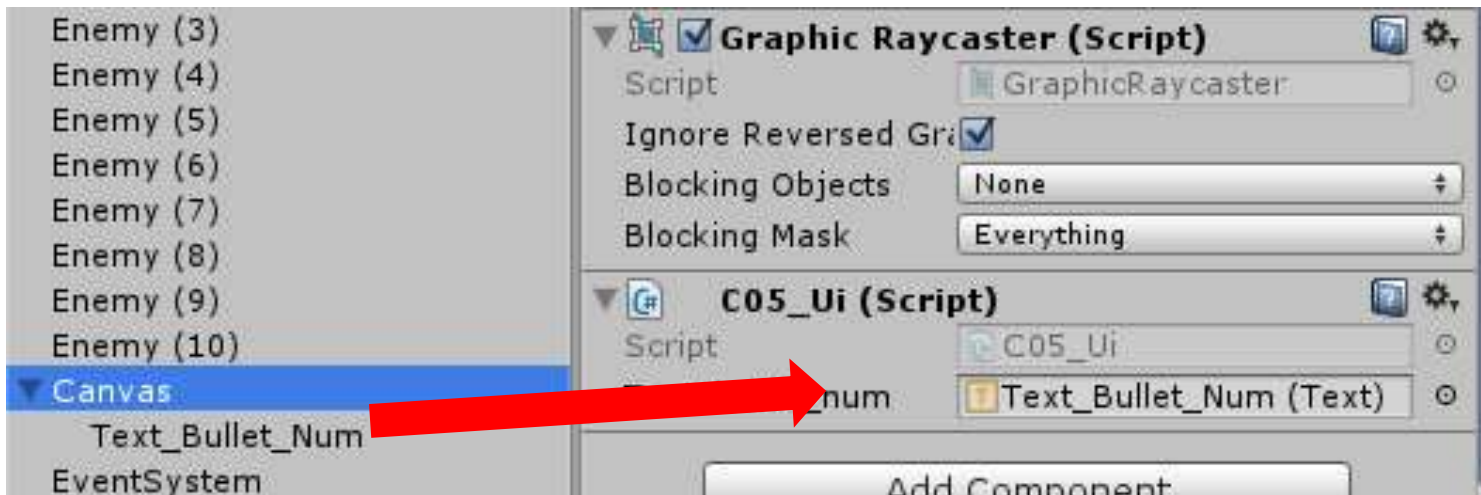 Enemy (3)
Enemy (4)
Enemy (5)
Enemy (6)
Enemy (7)
Enemy (8)
Enemy (9)
Enemy (10)
Canvas
Text_Bullet_Num
EventSystem
Graphic Raycaster (Script)
Script GraphicRaycaster
Ignore Reversed Gra
Blocking Objects None
Blocking Mask Everything
C# C05_Ui (Script)
Script C05_Ui
_num Text_Bullet_Num (Text)
Add Component